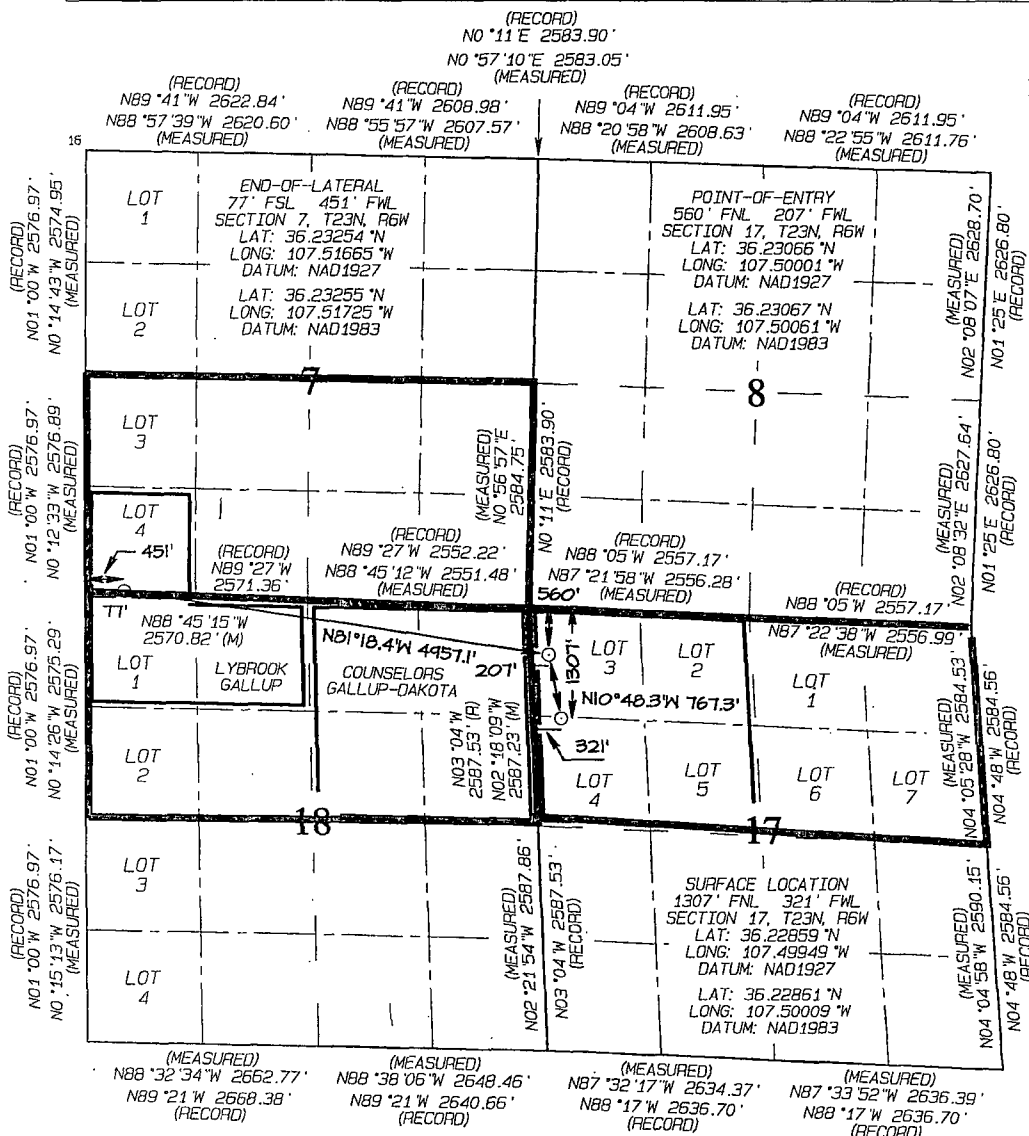 (RECORD)
N0°11'E 2583.90'
N0°57'10"E 2583.05'
(MEASURED)
(RECORD)
N89°41'W 2622.84'
N88°57'39"W 2620.60'
(MEASURED)
(RECORD)
N89°41'W 2608.98'
N88°55'57"W 2607.57'
(MEASURED)
(RECORD)
N89°04'W 2611.95'
N88°20'58"W 2608.63'
(MEASURED)
(RECORD)
N89°04'W 2611.95'
N88°22'55"W 2611.76'
(MEASURED)
16
(RECORD)
N01°00'W 2576.97'
N0°14'43"W 2574.95'
(MEASURED)
LOT
1
LOT
2
END-OF-LATERAL
77' FSL 451' FWL
SECTION 7, T23N, R6W
LAT: 36.23254°N
LONG: 107.51665°W
DATUM: NAD1927
LAT: 36.23255°N
LONG: 107.51725°W
DATUM: NAD1983
POINT-OF-ENTRY
560' FNL 207' FWL
SECTION 17, T23N, R6W
LAT: 36.23066°N
LONG: 107.50001°W
DATUM: NAD1927
LAT: 36.23067°N
LONG: 107.50061°W
DATUM: NAD1983
(MEASURED)
N02°08'07"E 2628.70'
N01°25'E 2626.80'
(RECORD)
7
8
(RECORD)
N01°00'W 2576.97'
N0°12'33"W 2576.89'
(MEASURED)
LOT
3
LOT
4
451'
77'
(MEASURED)
N0°56'57"E
2584.75'
N0°11'E 2583.90'
(RECORD)
(MEASURED)
N02°08'32"E 2627.64'
N01°25'E 2626.80'
(RECORD)
(RECORD)
N89°27'W
2571.36'
N88°45'15"W
2570.82' (M)
(RECORD)
N89°27'W 2552.22'
N88°45'12"W 2551.48'
(MEASURED)
(RECORD)
N88°05'W 2557.17'
N87°21'58"W 2556.28'
(MEASURED)
(RECORD)
N88°05'W 2557.17'
N87°22'38"W 2556.99'
(MEASURED)
560'
N81°18.4'W 4957.1'
207'
1307'
N10°48.3'W 767.3'
321'
(RECORD)
N01°00'W 2576.97'
N0°14'26"W 2575.29'
(MEASURED)
LOT
1
LYBROOK
GALLUP
COUNSELORS
GALLUP-DAKOTA
LOT
2
N03°04'W
2587.53' (R)
N02°18'09"W
2587.23' (M)
LOT
3
LOT
2
LOT
1
LOT
4
LOT
5
LOT
6
LOT
7
(MEASURED)
N04°05'28"W 2584.53'
N04°48'W 2584.56'
(RECORD)
18
17
(RECORD)
N01°00'W 2576.97'
N0°15'13"W 2576.17'
(MEASURED)
LOT
3
LOT
4
(MEASURED)
N02°21'54"W 2587.86'
N03°04'W 2587.53'
(RECORD)
SURFACE LOCATION
1307' FNL 321' FWL
SECTION 17, T23N, R6W
LAT: 36.22859°N
LONG: 107.49949°W
DATUM: NAD1927
LAT: 36.22861°N
LONG: 107.50009°W
DATUM: NAD1983
(MEASURED)
N04°04'58"W 2590.15'
N04°48'W 2584.56'
(RECORD)
(MEASURED)
N88°32'34"W 2652.77'
N89°21'W 2668.38'
(RECORD)
(MEASURED)
N88°38'06"W 2648.46'
N89°21'W 2640.66'
(RECORD)
(MEASURED)
N87°32'17"W 2634.37'
N88°17'W 2636.70'
(RECORD)
(MEASURED)
N87°33'52"W 2636.39'
N88°17'W 2636.70'
(RECORD)